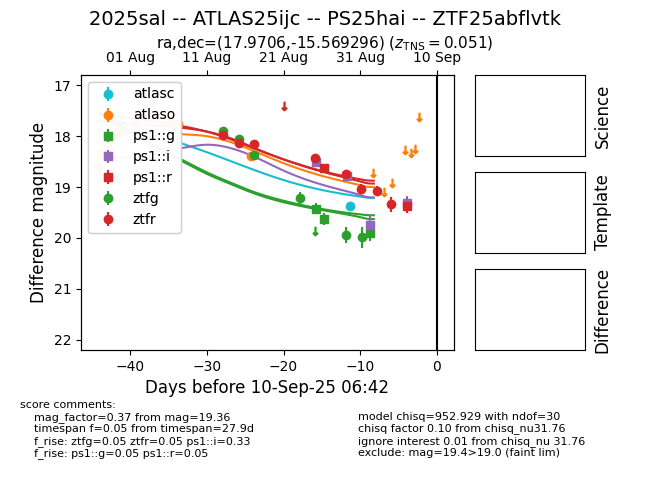 2025sal -- ATLAS25ijc -- PS25hai -- ZTF25abflvtk
ra,dec=(17.9706,-15.569296) (zTNS = 0.051)
01 Aug 11 Aug 21 Aug 31 Aug 10 Sep
17
18
19
20
21
22
Difference magnitude
atlasc
atlaso
ps1::g
ps1::i
ps1::r
ztfg
ztfr
−40 −30 −20 −10 0
Days before 10-Sep-25 06:42
Science
Template
Difference
score comments:
mag_factor=0.37 from mag=19.36
timespan f=0.05 from timespan=27.9d
f_rise: ztfg=0.05 ztfr=0.05 ps1::i=0.33
f_rise: ps1::g=0.05 ps1::r=0.05
model chisq=952.929 with ndof=30
chisq factor 0.10 from chisq_nu31.76
ignore interest 0.01 from chisq_nu 31.76
exclude: mag=19.4>19.0 (faint lim)